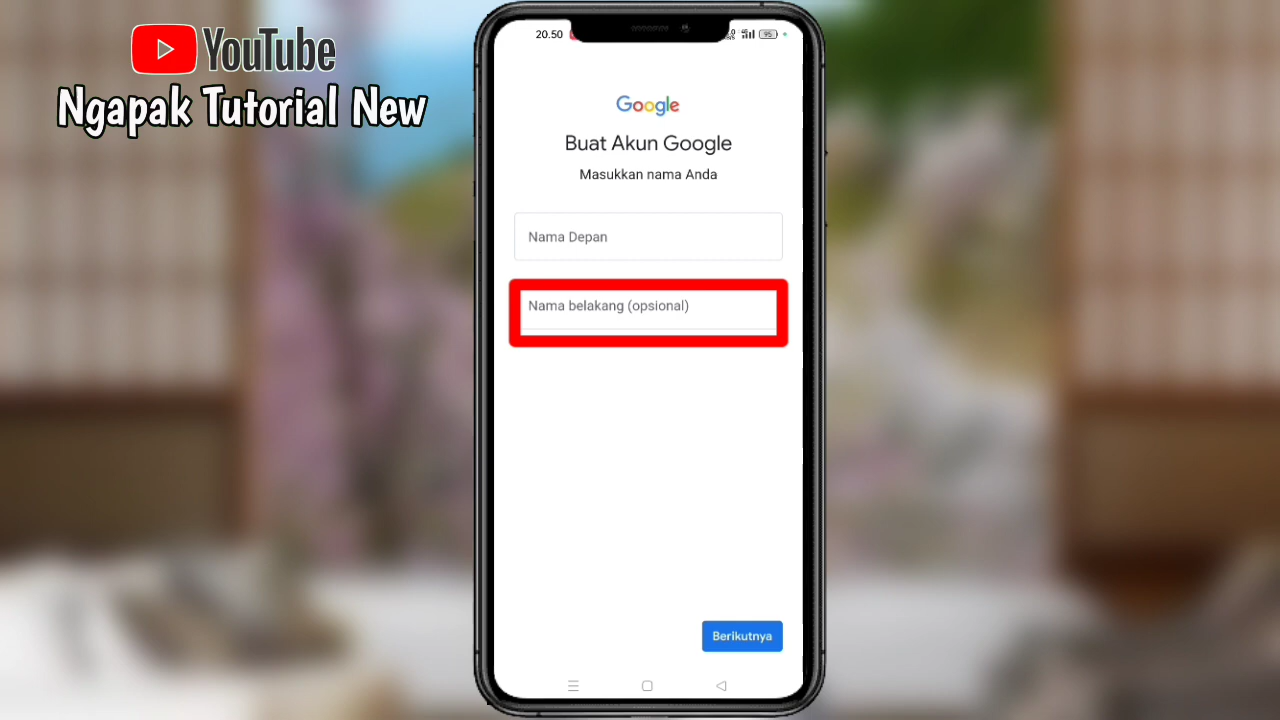 YouTube
Ngapak Tutorial New
20.50
95
Google
Buat Akun Google
Masukkan nama Anda
Nama Depan
Nama belakang (opsional)
Berikutnya